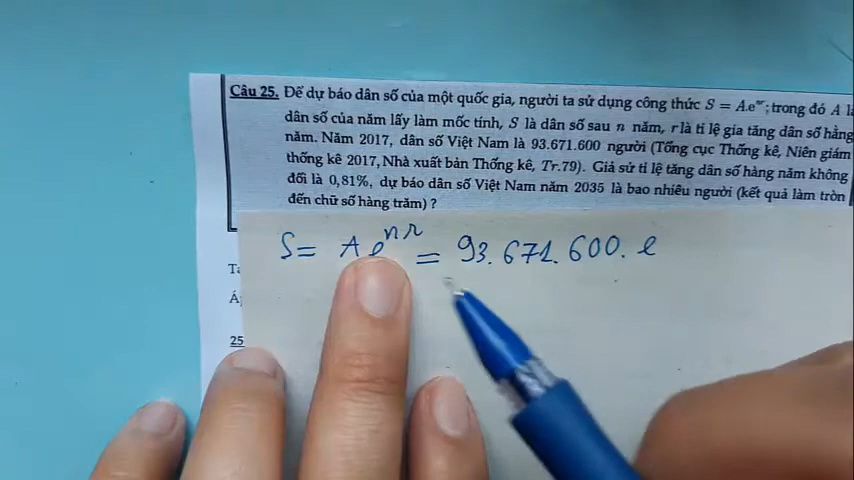 Câu 25. Để dự báo dân số của một quốc gia, người ta sử dụng công thức S = A.e^nr; trong đó A là
dân số của năm lấy làm mốc tính, S là dân số sau n năm, r là tỉ lệ gia tăng dân số hằng
năm. Năm 2017, dân số Việt Nam là 93.671.600 người (Tổng cục Thống kê, Niên giám
thống kê 2017, Nhà xuất bản Thống kê, Tr.79). Giả sử tỉ lệ tăng dân số hàng năm không
đổi là 0,81%, dự báo dân số Việt Nam năm 2035 là bao nhiêu người (kết quả làm tròn
đến chữ số hàng trăm) ?
S = A e^nr = 93.671.600. e
25